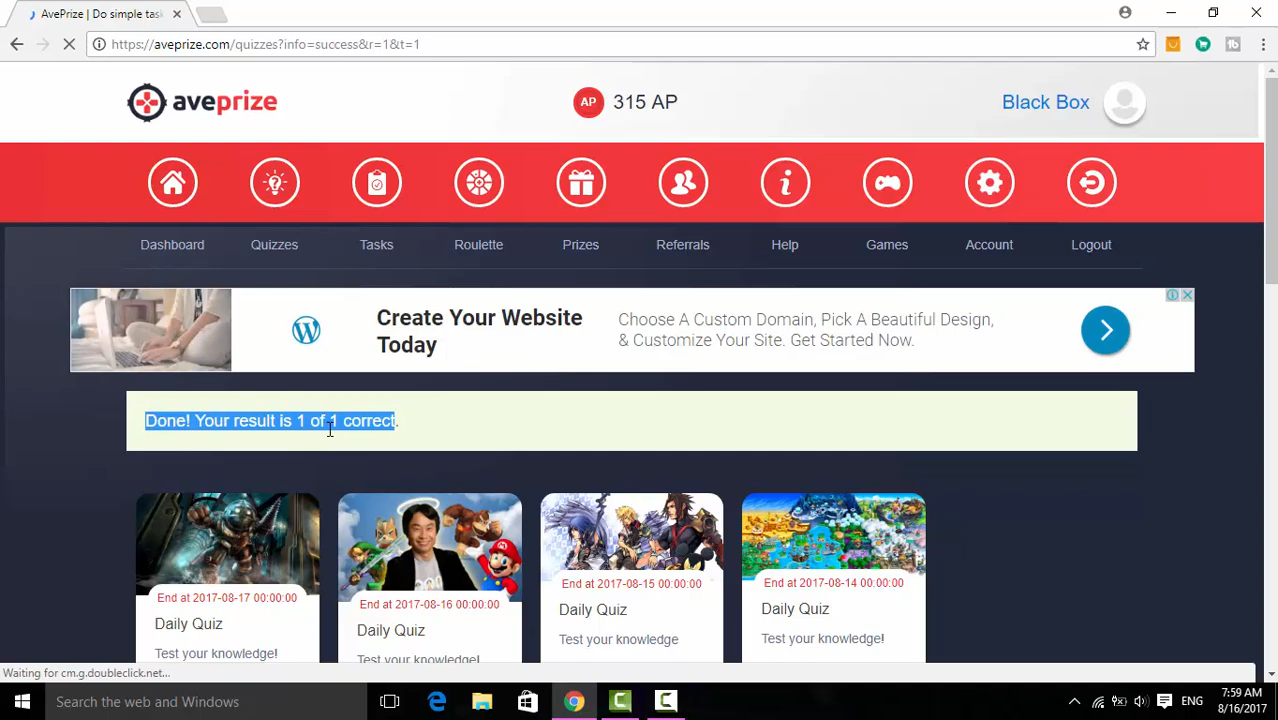 AvePrize | Do simple task
https://aveprize.com/quizzes?info=success&r=1&t=1
aveprize
AP 315 AP
Black Box
Dashboard Quizzes Tasks Roulette Prizes Referrals Help Games Account Logout
Create Your Website
Today
Choose A Custom Domain, Pick A Beautiful Design,
& Customize Your Site. Get Started Now.
Done! Your result is 1 of 1 correct.
End at 2017-08-17 00:00:00
Daily Quiz
Test your knowledge!
End at 2017-08-16 00:00:00
Daily Quiz
Test your knowledge!
End at 2017-08-15 00:00:00
Daily Quiz
Test your knowledge
End at 2017-08-14 00:00:00
Daily Quiz
Test your knowledge!
Waiting for cm.g.doubleclick.net...
Search the web and Windows
ENG
7:59 AM
8/16/2017